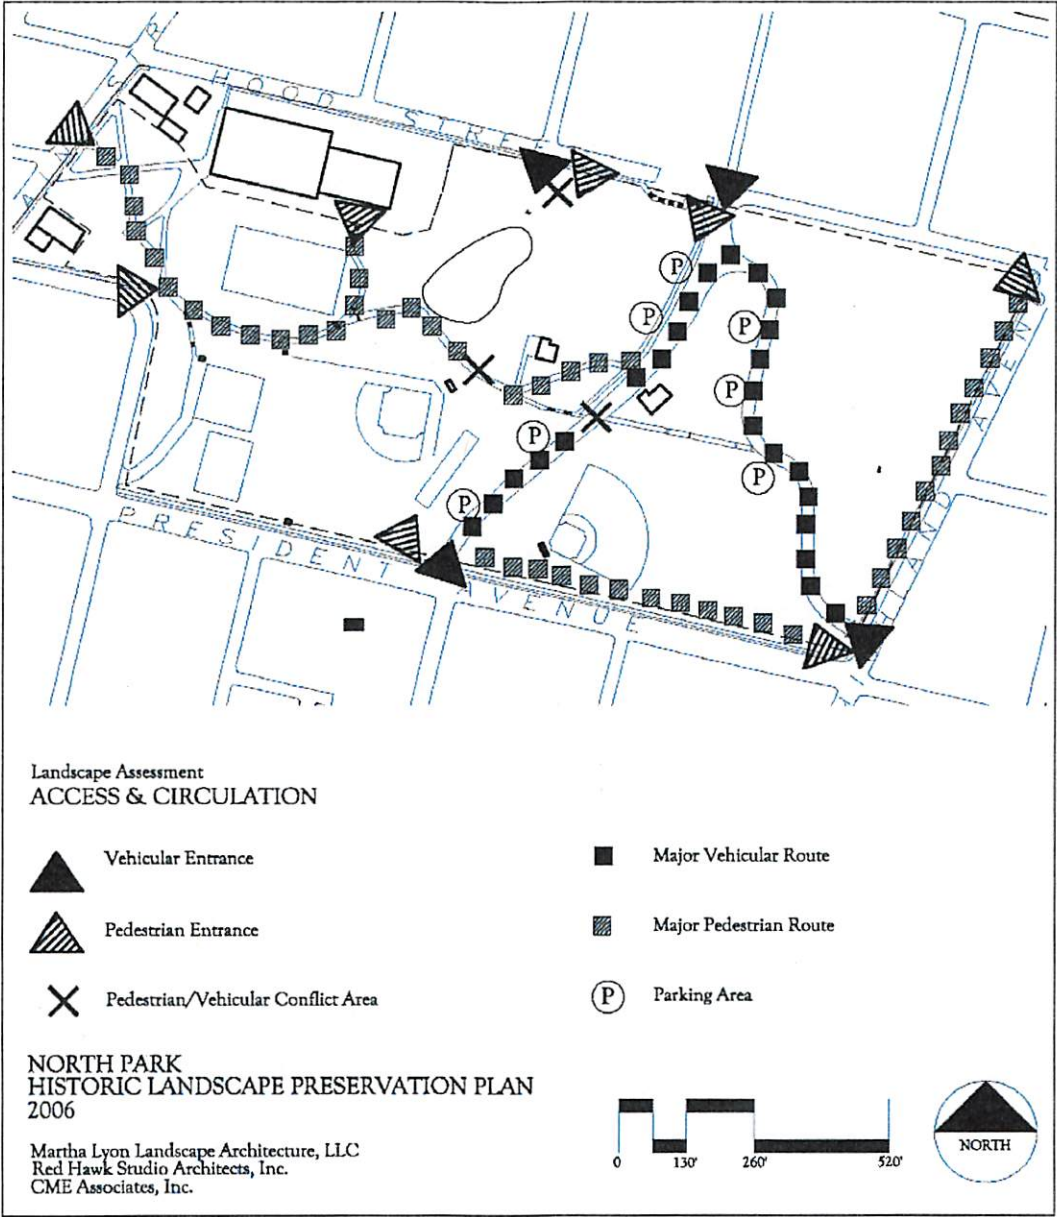 HOOD STREE
P
P
P
P
P
P
P
PRESIDENT AVENUE
Landscape Assessment
ACCESS & CIRCULATION
Vehicular Entrance
Major Vehicular Route
Pedestrian Entrance
Major Pedestrian Route
Pedestrian/Vehicular Conflict Area
P Parking Area
NORTH PARK
HISTORIC LANDSCAPE PRESERVATION PLAN
2006
Martha Lyon Landscape Architecture, LLC
Red Hawk Studio Architects, Inc.
CME Associates, Inc.
0 130' 260' 520'
NORTH